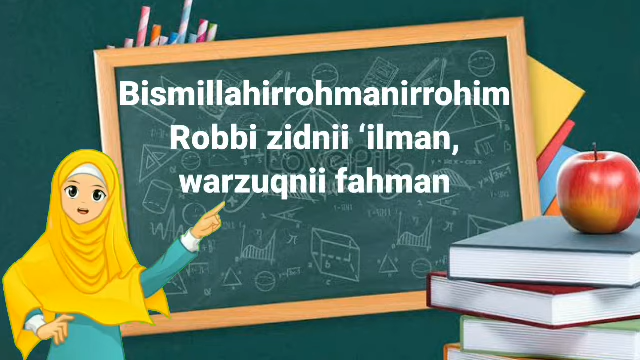 Bismillahirrohmanirrohim
Robbi zidnii ‘ilman,
warzuqnii fahman